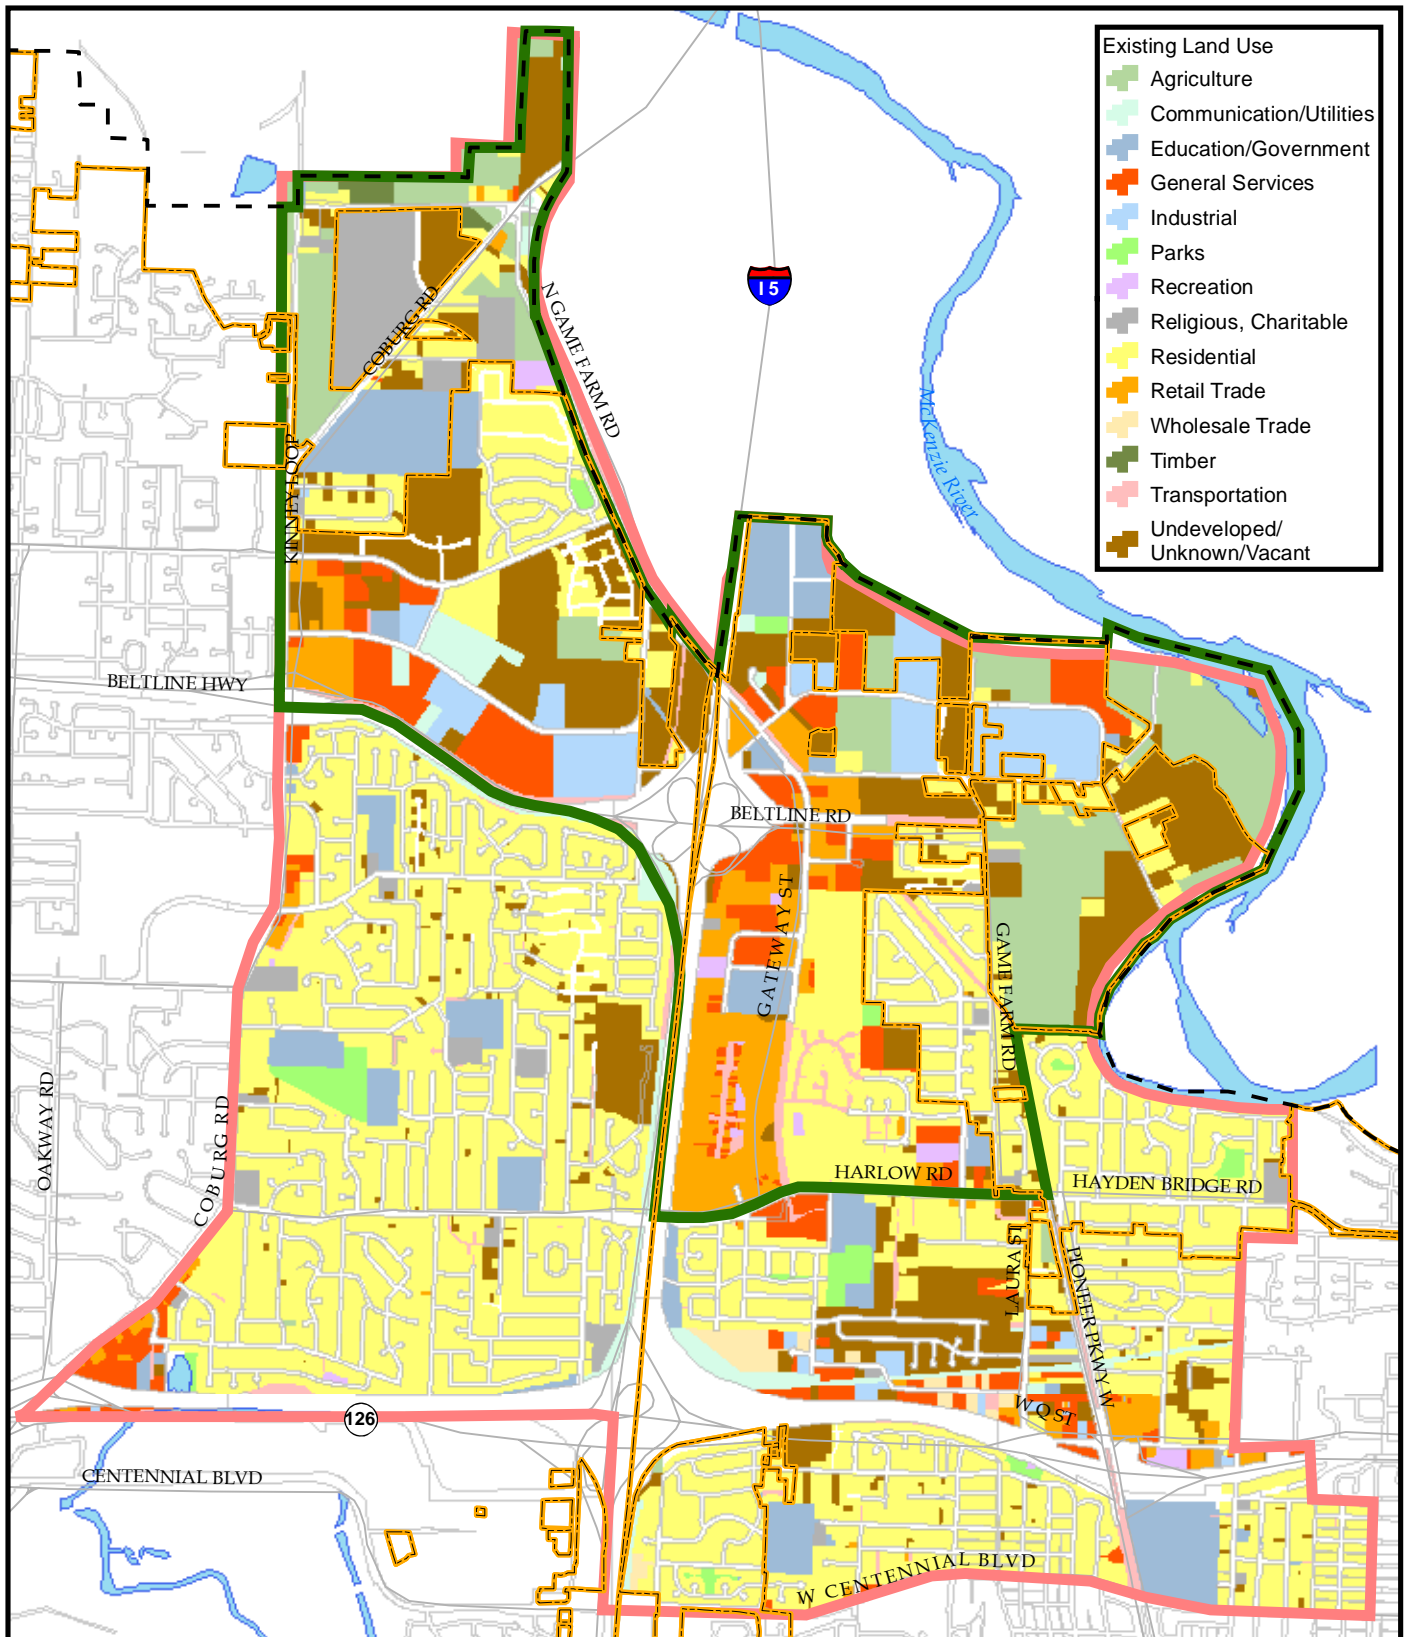 Existing Land Use
Agriculture
Communication/Utilities
Education/Government
General Services
Industrial
Parks
Recreation
Religious, Charitable
Residential
Retail Trade
Wholesale Trade
Timber
Transportation
Undeveloped/
Unknown/Vacant
I 5
N GAME FARM RD
COBURG RD
McKenzie River
KINNEY LOOP
BELTLINE HWY
BELTLINE RD
GATEWAY ST
GAME FARM RD
OAKWAY RD
COBURG RD
HARLOW RD
HAYDEN BRIDGE RD
LAURA ST
PIONEER PKWY W
W Q ST
126
CENTENNIAL BLVD
W CENTENNIAL BLVD